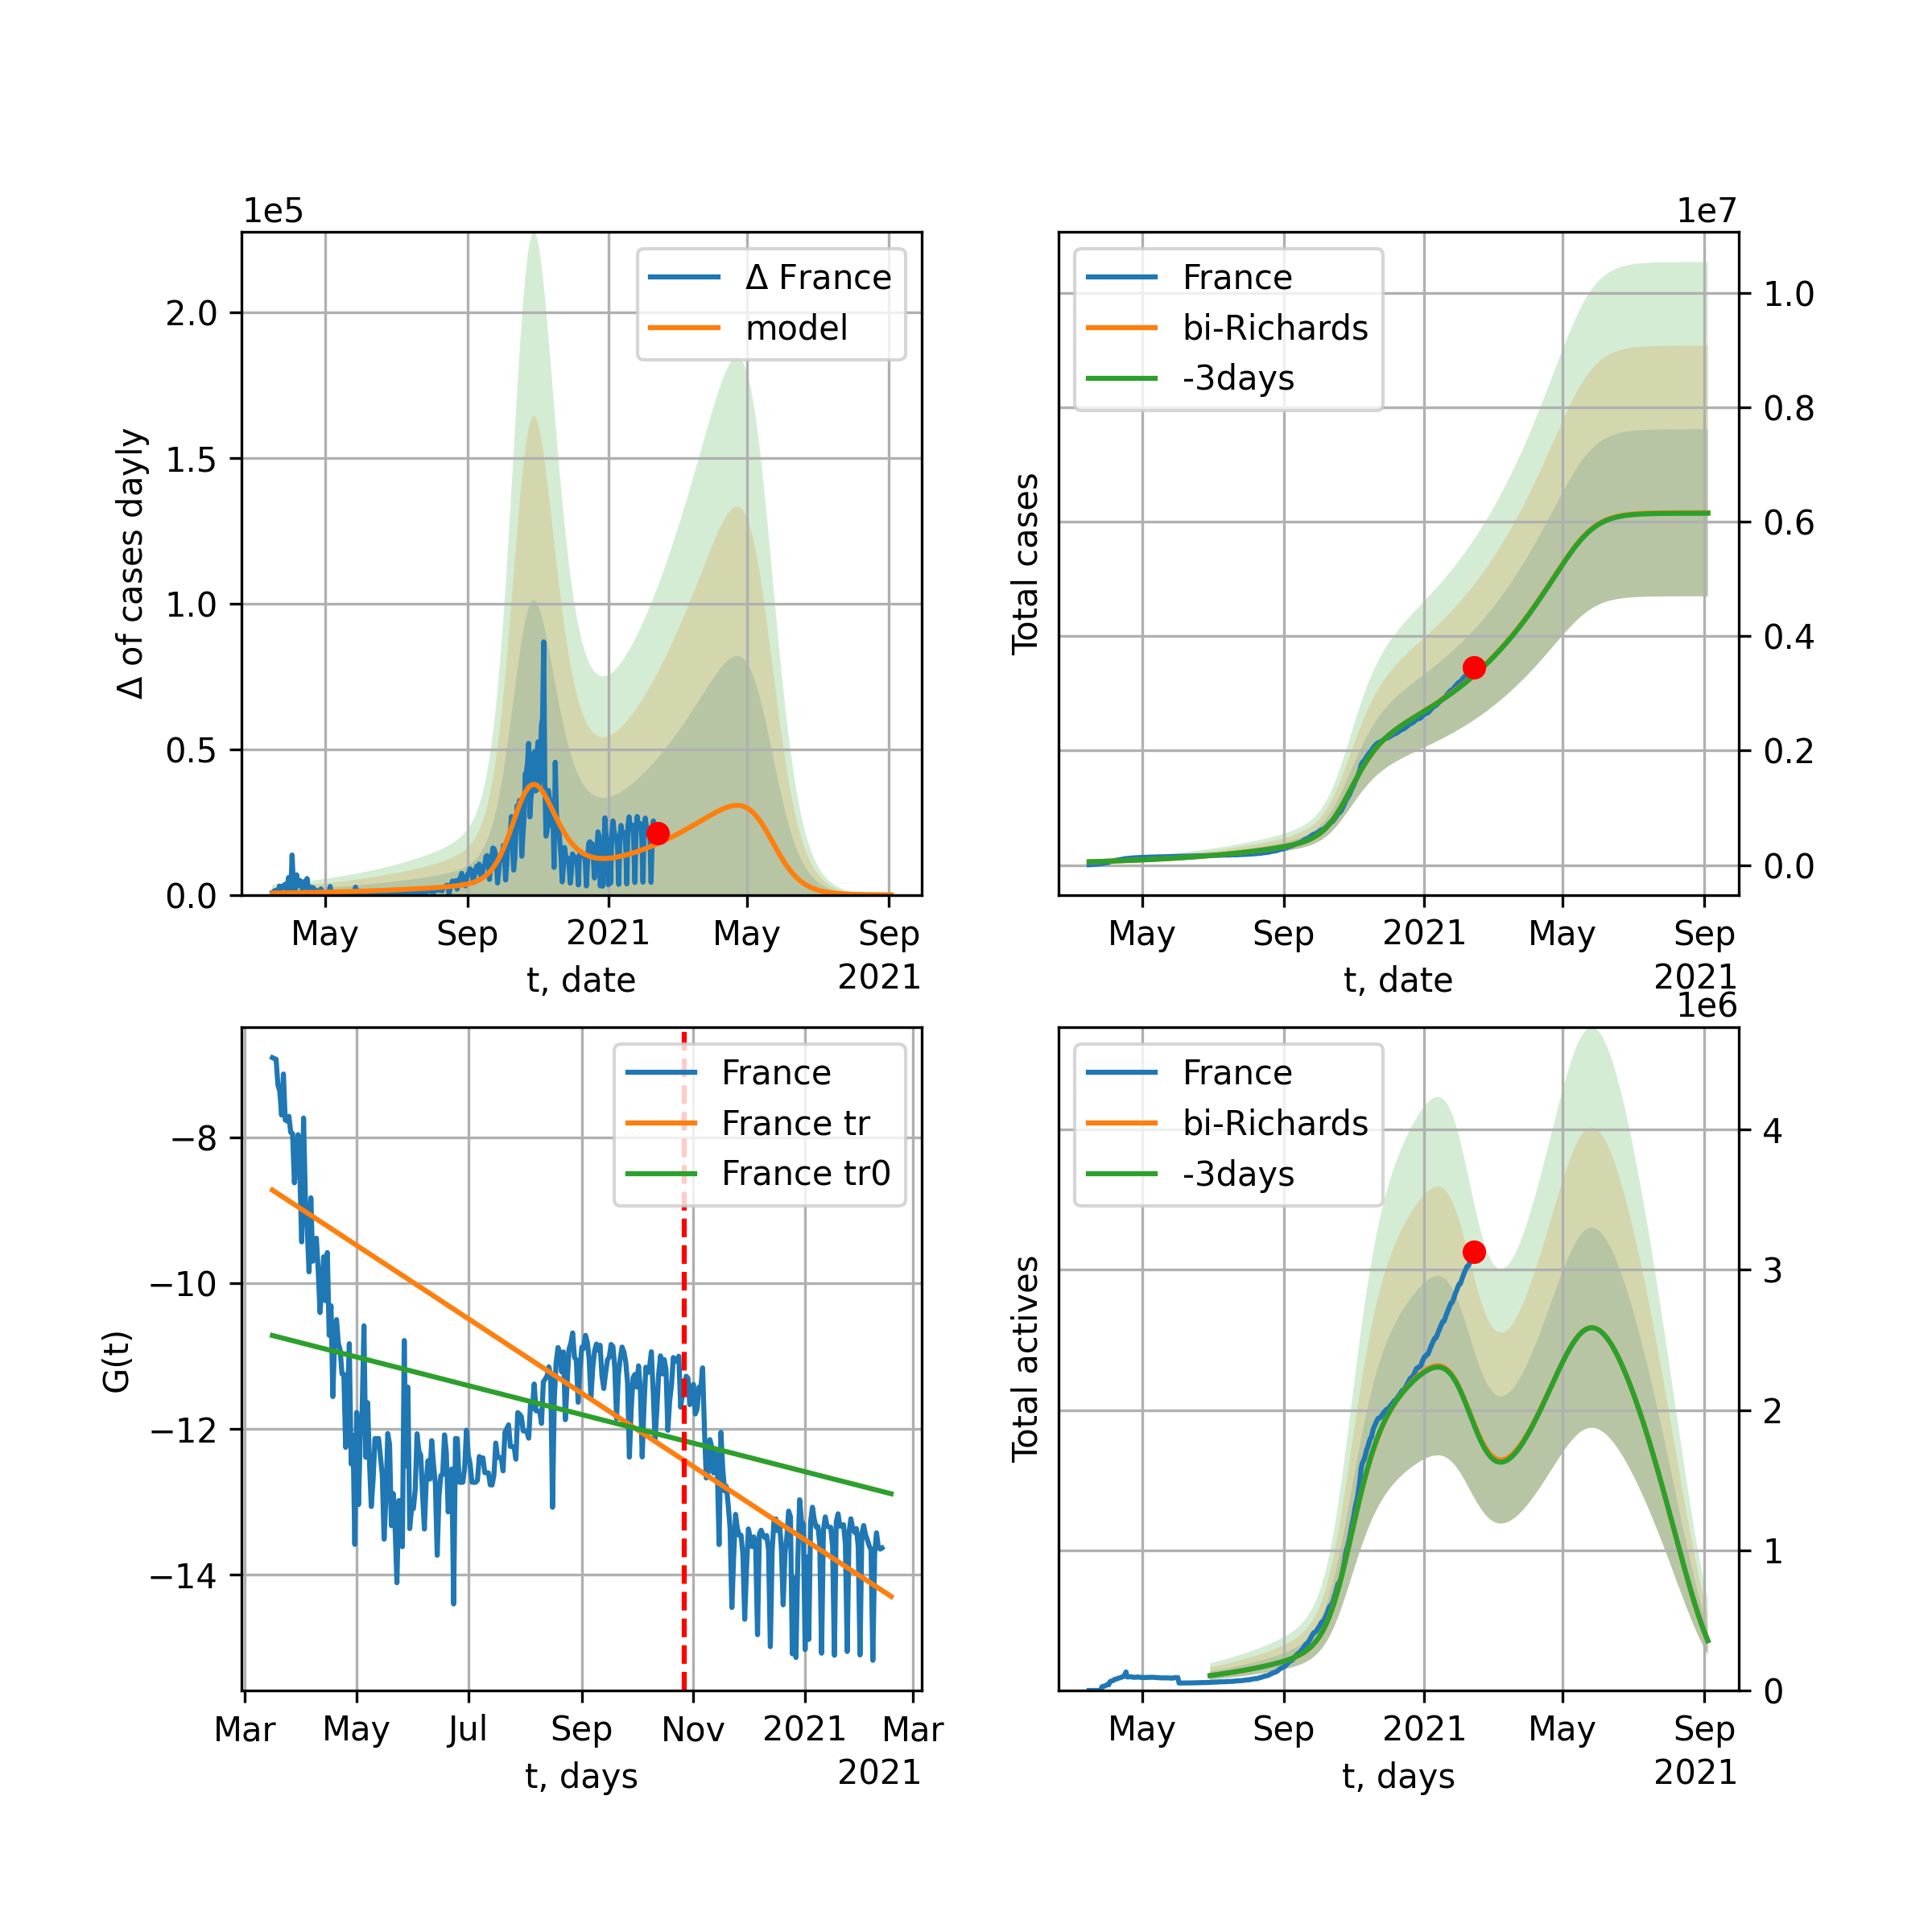 1e5
2.0
1.5
1.0
0.5
0.0
Δ of cases dayly
Δ France
model
May Sep 2021 May Sep
t, date
2021
1e7
Total cases
France
bi-Richards
-3days
1.0
0.8
0.6
0.4
0.2
0.0
May Sep 2021 May Sep
t, date
2021
G(t)
−8
−10
−12
−14
France
France tr
France tr0
Mar May Jul Sep Nov 2021 Mar
t, days
2021
1e6
Total actives
France
bi-Richards
-3days
4
3
2
1
0
May Sep 2021 May Sep
t, days
2021